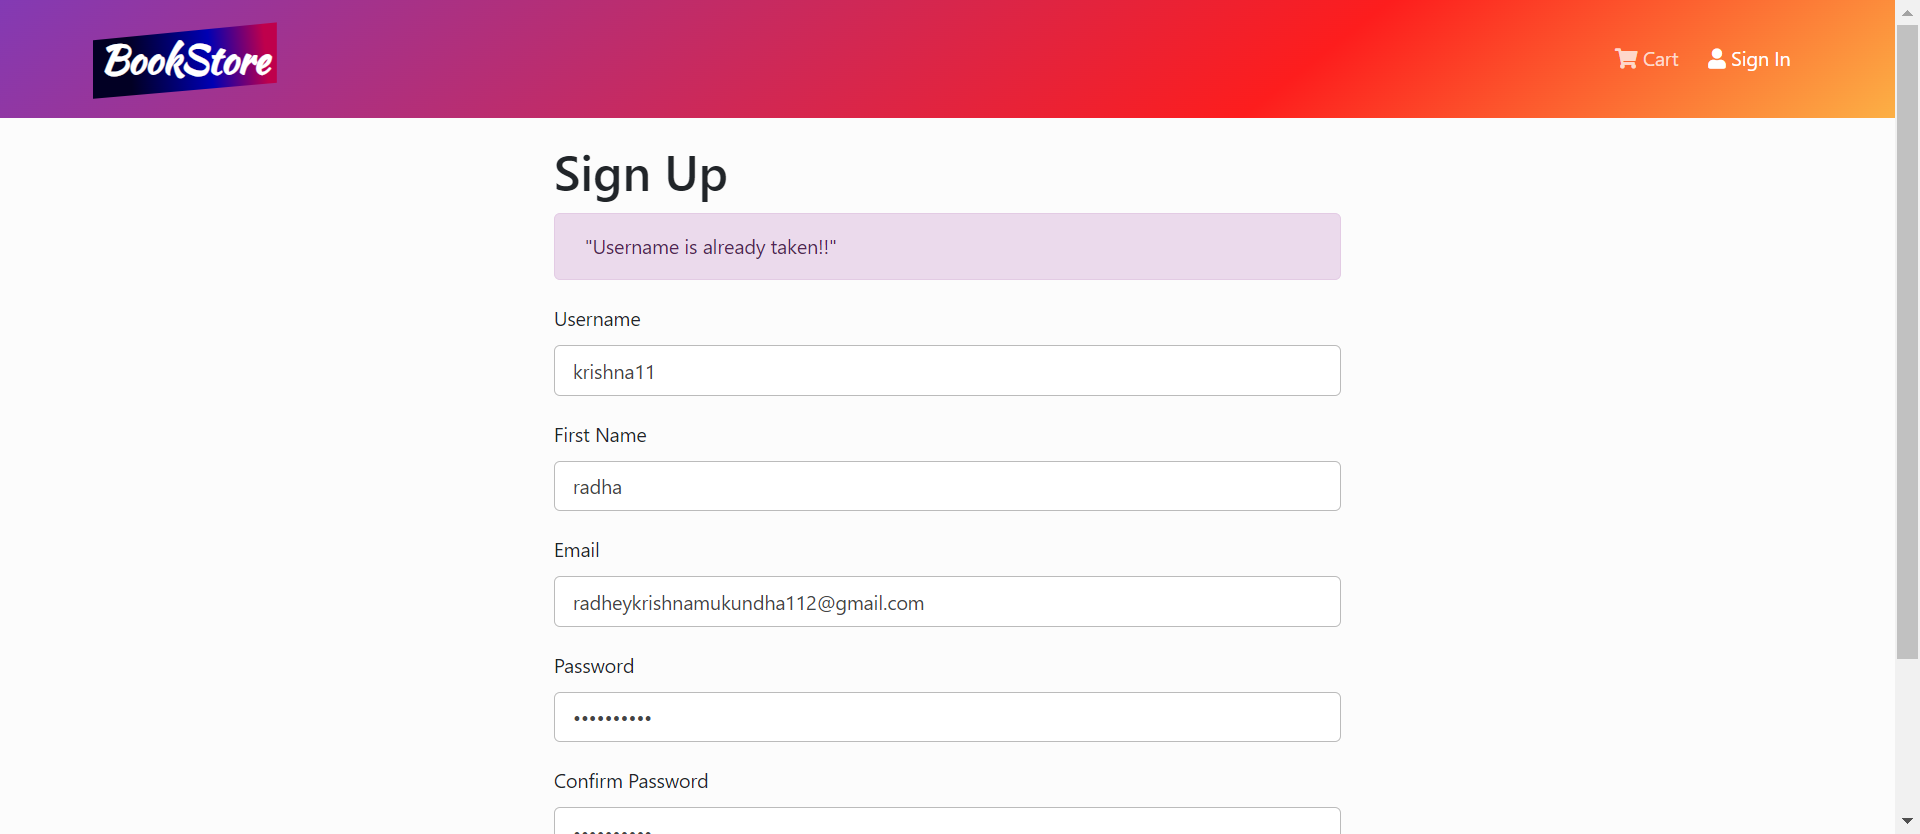 BookStore
Cart
Sign In
Sign Up
"Username is already taken!!"
Username
krishna11
First Name
radha
Email
radheykrishnamukundha112@gmail.com
Password
••••••••••
Confirm Password
••••••••••